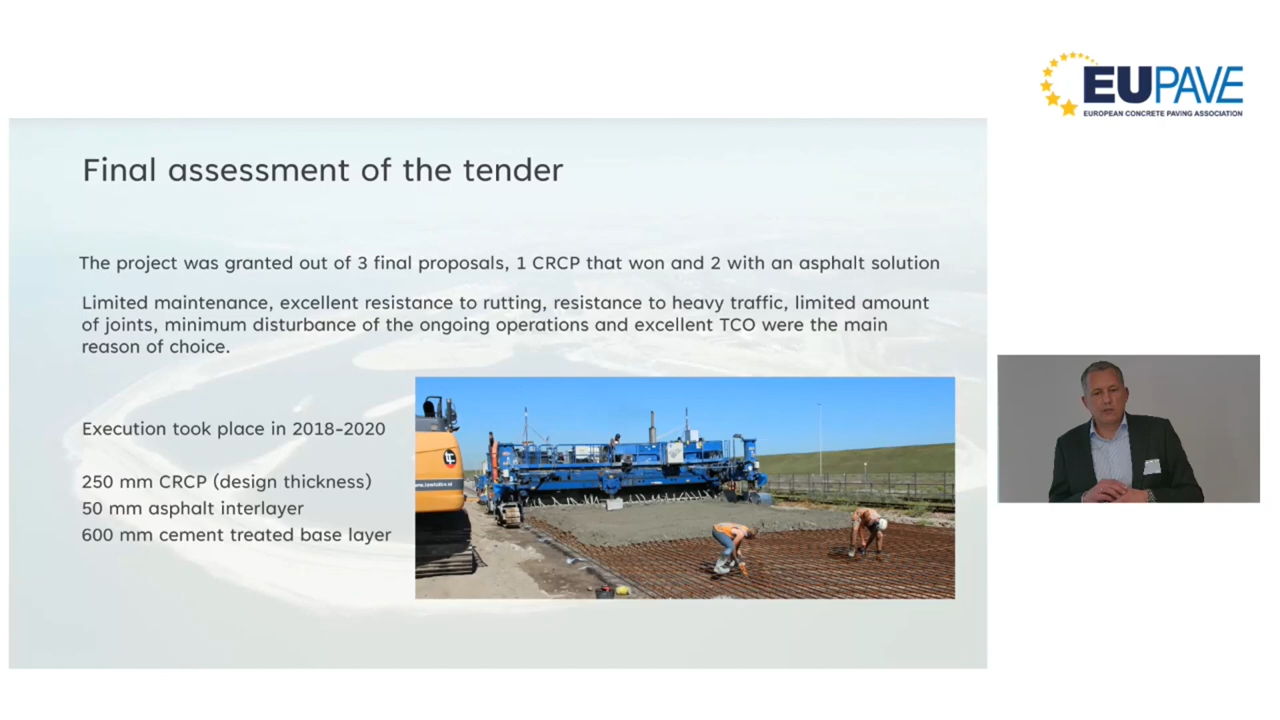 EUPAVE
EUROPEAN CONCRETE PAVING ASSOCIATION
Final assessment of the tender
The project was granted out of 3 final proposals, 1 CRCP that won and 2 with an asphalt solution
Limited maintenance, excellent resistance to rutting, resistance to heavy traffic, limited amount
of joints, minimum disturbance of the ongoing operations and excellent TCO were the main
reason of choice.
Execution took place in 2018-2020
250 mm CRCP (design thickness)
50 mm asphalt interlayer
600 mm cement treated base layer